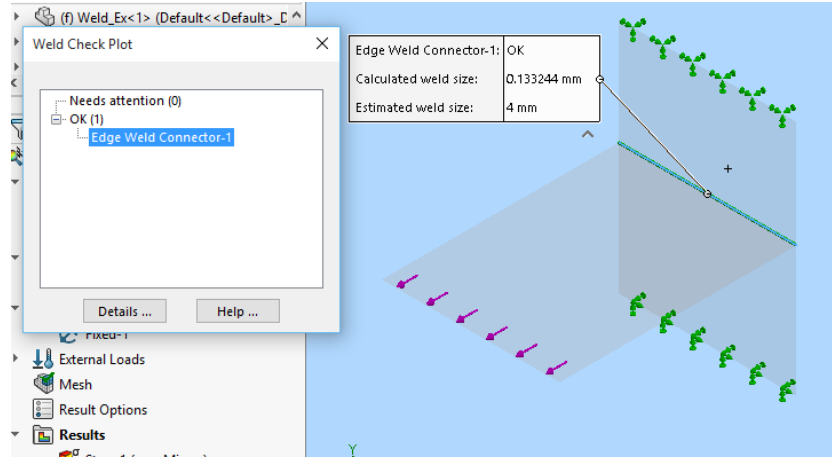 (f) Weld_Ex<1> (Default<<Default>_D
Weld Check Plot
Needs attention (0)
OK (1)
Edge Weld Connector-1
Details ...
Help ...
Edge Weld Connector-1: OK
Calculated weld size: 0.133244 mm
Estimated weld size: 4 mm
Fixed-1
External Loads
Mesh
Result Options
Results
Y